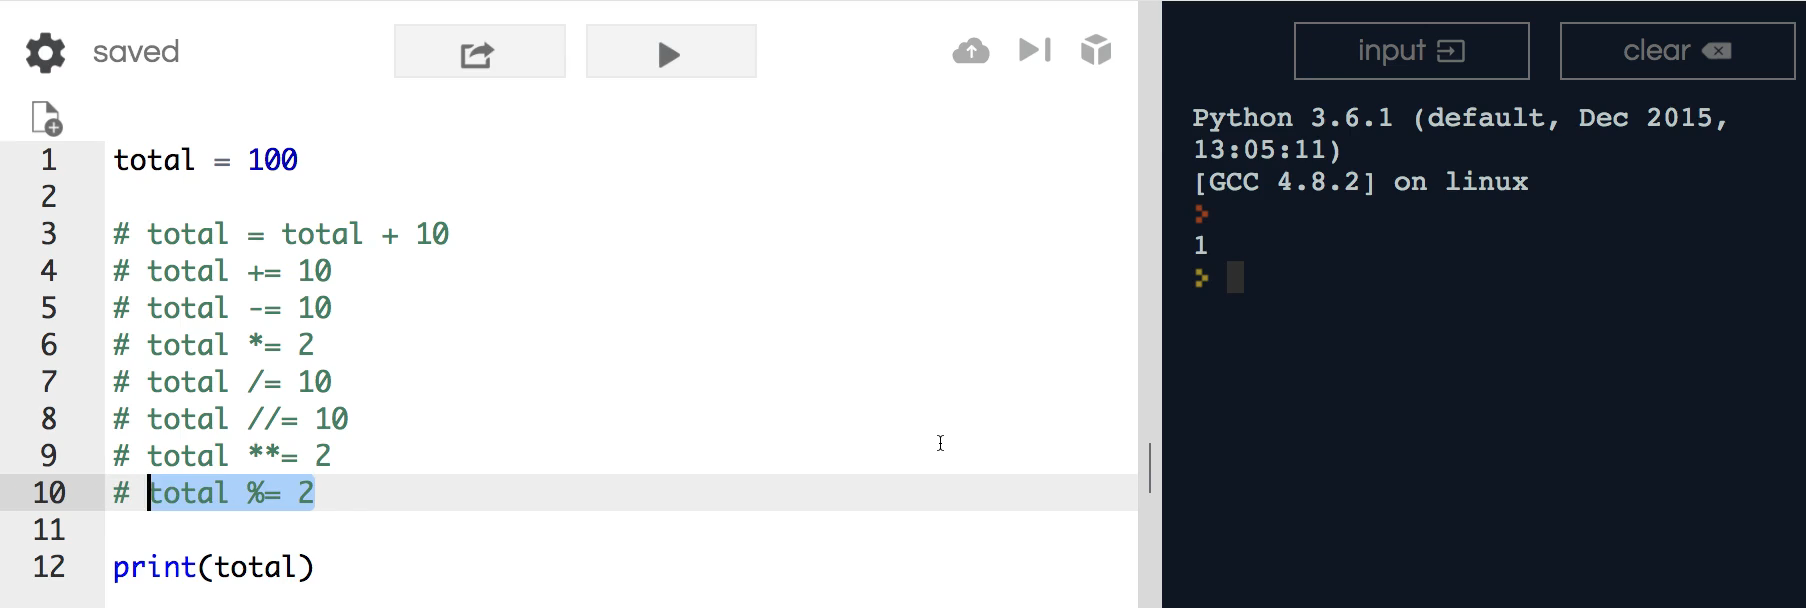 saved
input
clear
1 total = 100
2
3 # total = total + 10
4 # total += 10
5 # total -= 10
6 # total *= 2
7 # total /= 10
8 # total //= 10
9 # total **= 2
10 # total %= 2
11
12 print(total)
Python 3.6.1 (default, Dec 2015,
13:05:11)
[GCC 4.8.2] on linux
>
1
>